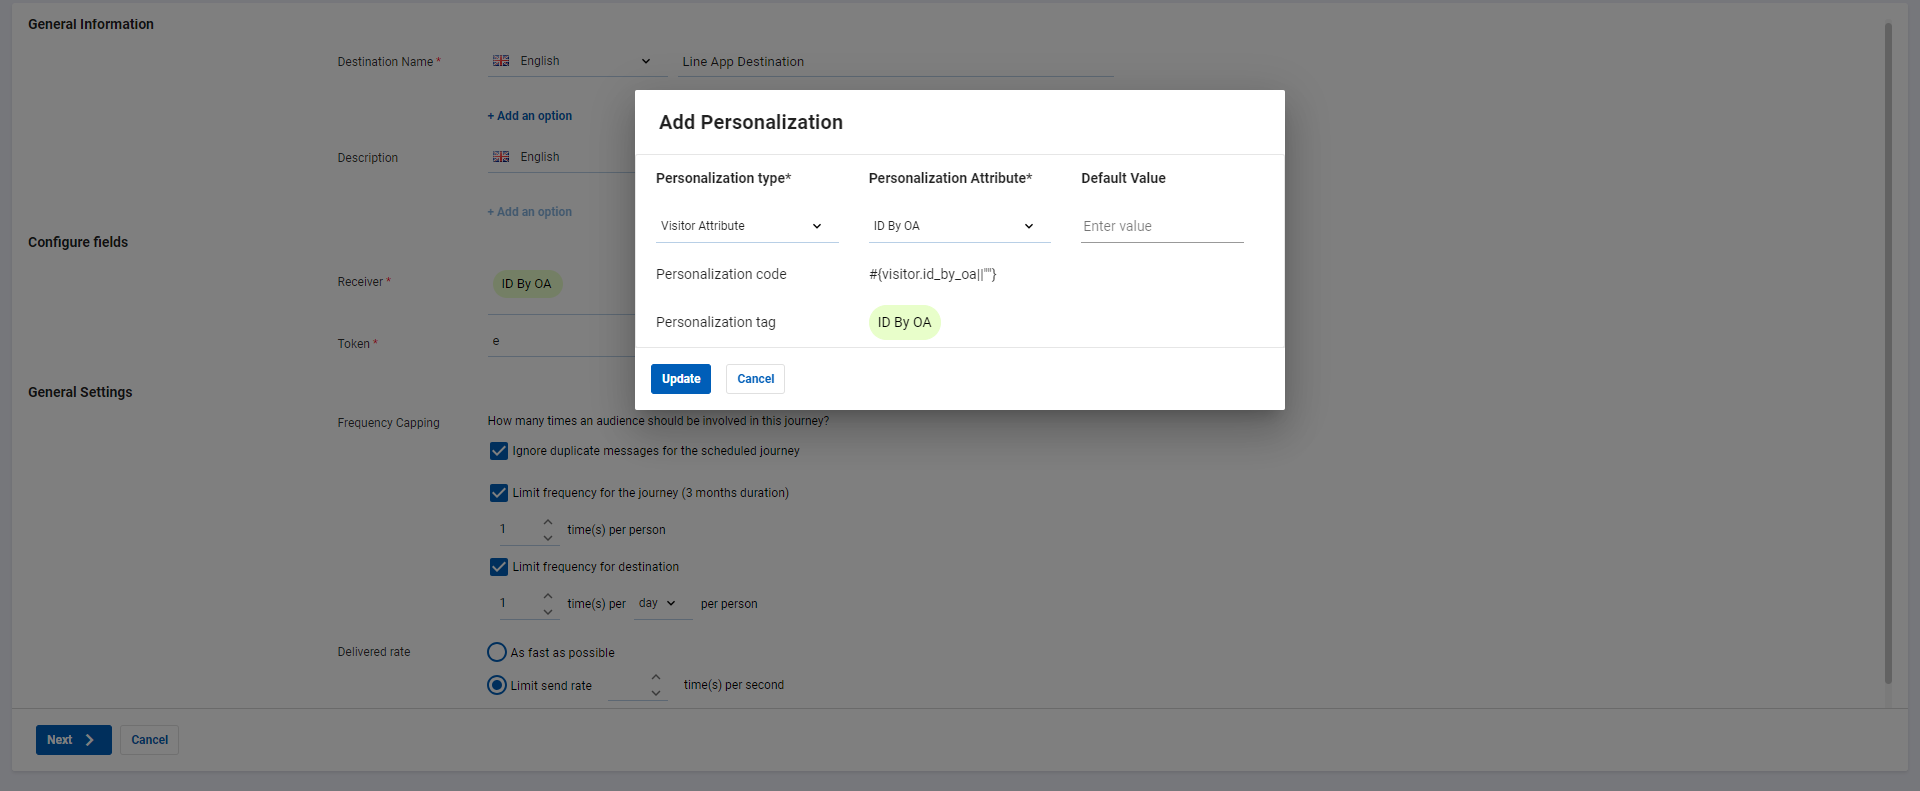 General Information
Destination Name *
English
Line App Destination
+ Add an option
Description
English
+ Add an option
Configure fields
Receiver *
ID By OA
Token *
e
General Settings
Frequency Capping
How many times an audience should be involved in this journey?
Ignore duplicate messages for the scheduled journey
Limit frequency for the journey (3 months duration)
1
time(s) per person
Limit frequency for destination
1
time(s) per
day
per person
Delivered rate
As fast as possible
Limit send rate
time(s) per second
Next
Cancel
Add Personalization
Personalization type*
Personalization Attribute*
Default Value
Visitor Attribute
ID By OA
Enter value
Personalization code
#{visitor.id_by_oa||""}
Personalization tag
ID By OA
Update
Cancel